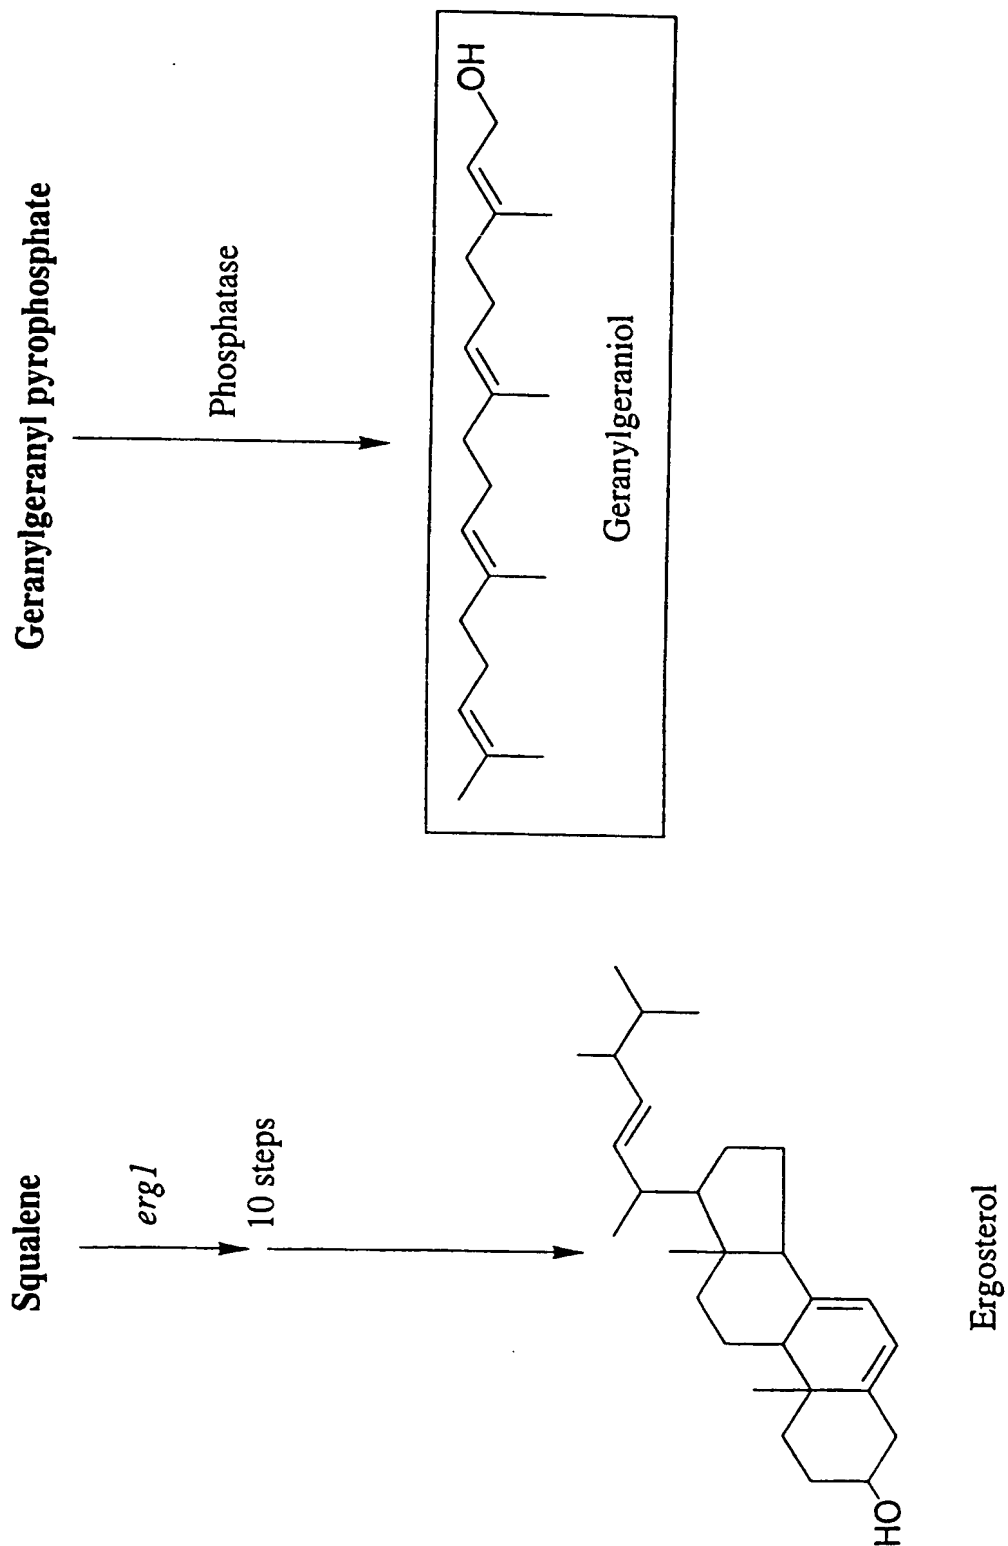 Squalene
erg1
10 steps
HO
Ergosterol
Geranylgeranyl pyrophosphate
Phosphatase
OH
Geranylgeraniol